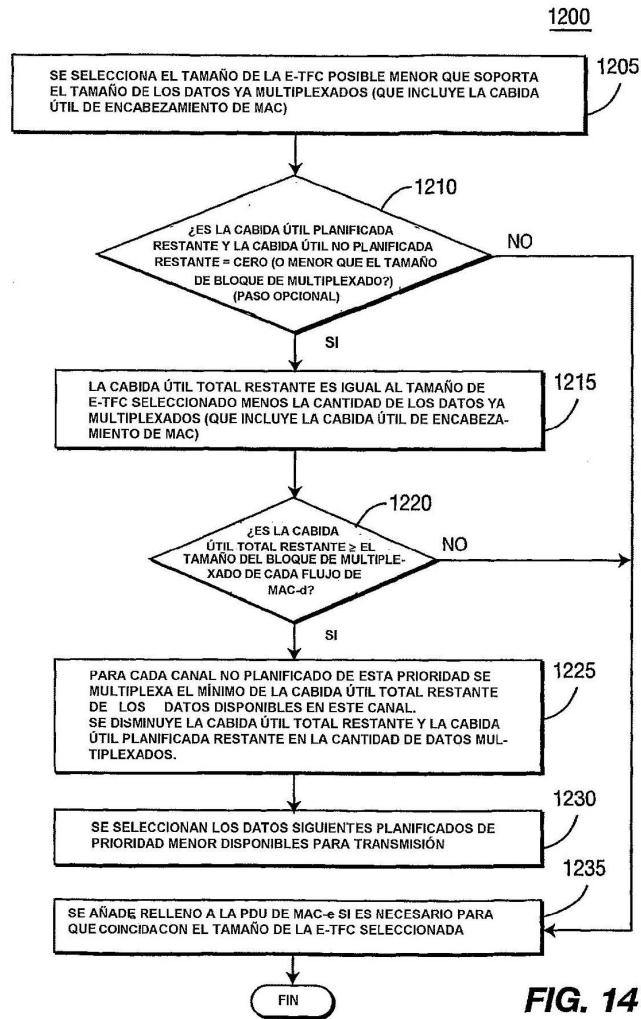 1200
SE SELECCIONA EL TAMAÑO DE LA E-TFC POSIBLE MENOR QUE SOPORTA
EL TAMAÑO DE LOS DATOS YA MULTIPLEXADOS (QUE INCLUYE LA CABIDA
ÚTIL DE ENCABEZAMIENTO DE MAC)
1205
1210
¿ES LA CABIDA ÚTIL PLANIFICADA
RESTANTE Y LA CABIDA ÚTIL NO PLANIFICADA
RESTANTE = CERO (O MENOR QUE EL TAMAÑO
DE BLOQUE DE MULTIPLEXADO?)
(PASO OPCIONAL)
NO
SI
LA CABIDA ÚTIL TOTAL RESTANTE ES IGUAL AL TAMAÑO DE
E-TFC SELECCIONADO MENOS LA CANTIDAD DE LOS DATOS YA
MULTIPLEXADOS (QUE INCLUYE LA CABIDA ÚTIL DE ENCABEZA-
MIENTO DE MAC)
1215
1220
¿ES LA CABIDA
ÚTIL TOTAL RESTANTE ≥ EL
TAMAÑO DEL BLOQUE DE MULTIPLE-
XADO DE CADA FLUJO DE
MAC-d?
NO
SI
PARA CADA CANAL NO PLANIFICADO DE ESTA PRIORIDAD SE
MULTIPLEXA EL MÍNIMO DE LA CABIDA ÚTIL TOTAL RESTANTE
DE LOS DATOS DISPONIBLES EN ESTE CANAL.
SE DISMINUYE LA CABIDA ÚTIL TOTAL RESTANTE Y LA CABIDA
ÚTIL PLANIFICADA RESTANTE EN LA CANTIDAD DE DATOS MUL-
TIPLEXADOS.
1225
SE SELECCIONAN LOS DATOS SIGUIENTES PLANIFICADOS DE
PRIORIDAD MENOR DISPONIBLES PARA TRANSMISIÓN
1230
SE AÑADE RELLENO A LA PDU DE MAC-e SI ES NECESARIO PARA
QUE COINCIDA CON EL TAMAÑO DE LA E-TFC SELECCIONADA
1235
FIN
FIG. 14